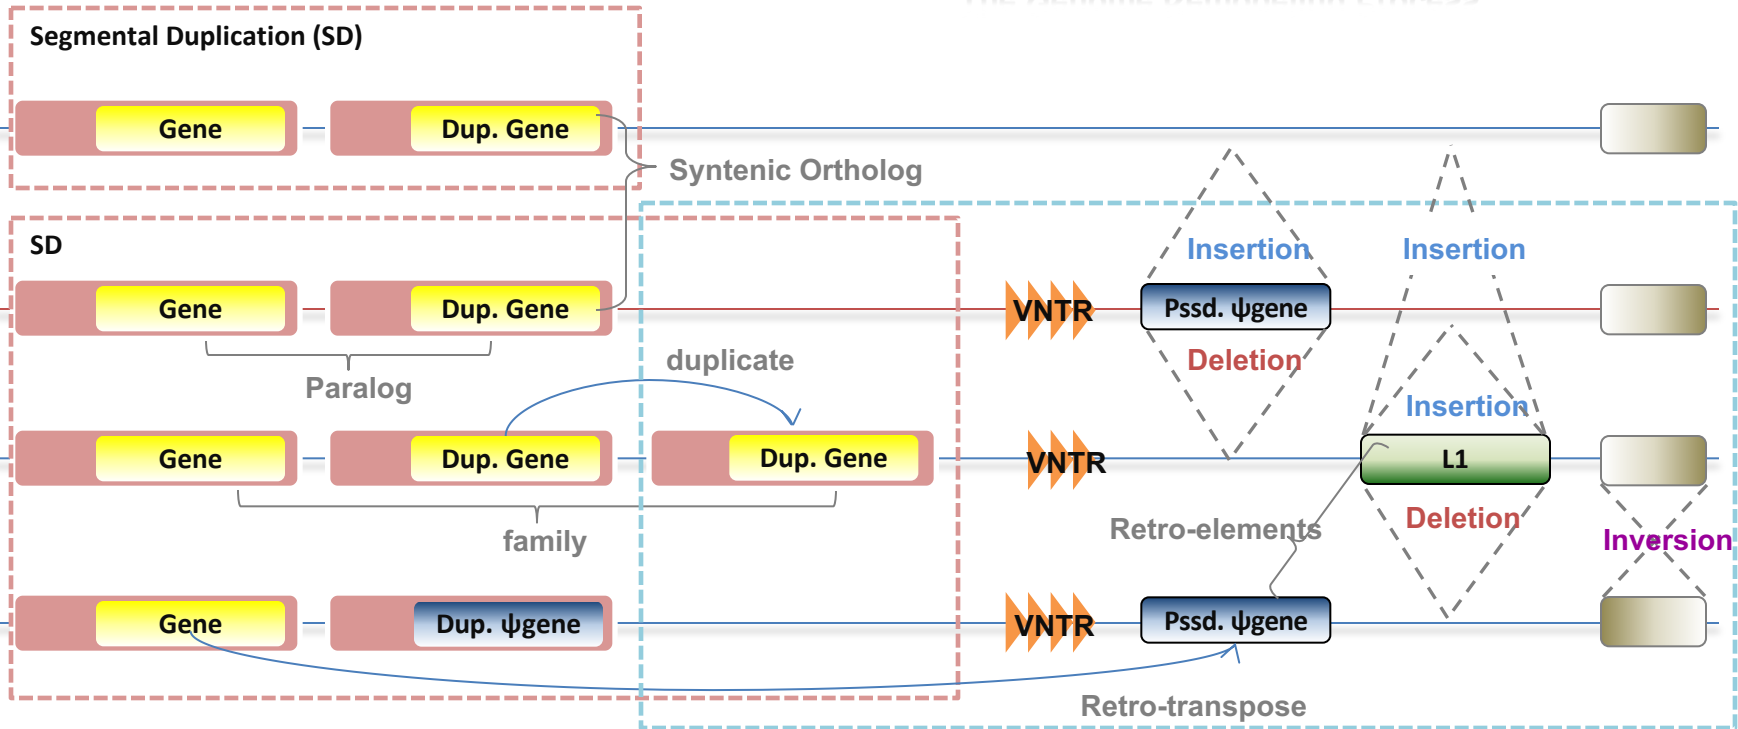 Segmental Duplication (SD)
Gene
Dup. Gene
Syntenic Ortholog
SD
Insertion
Insertion
Gene
Dup. Gene
VNTR
Pssd. ψgene
Paralog
duplicate
Deletion
Insertion
Gene
Dup. Gene
Dup. Gene
VNTR
L1
family
Retro-elements
Deletion
Inversion
Gene
Dup. ψgene
VNTR
Pssd. ψgene
Retro-transpose